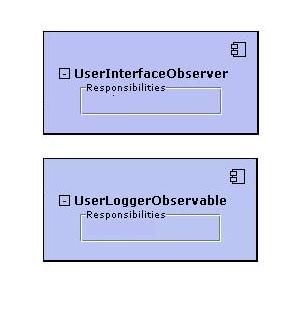 UserInterfaceObserver
Responsibilities
UserLoggerObservable
Responsibilities